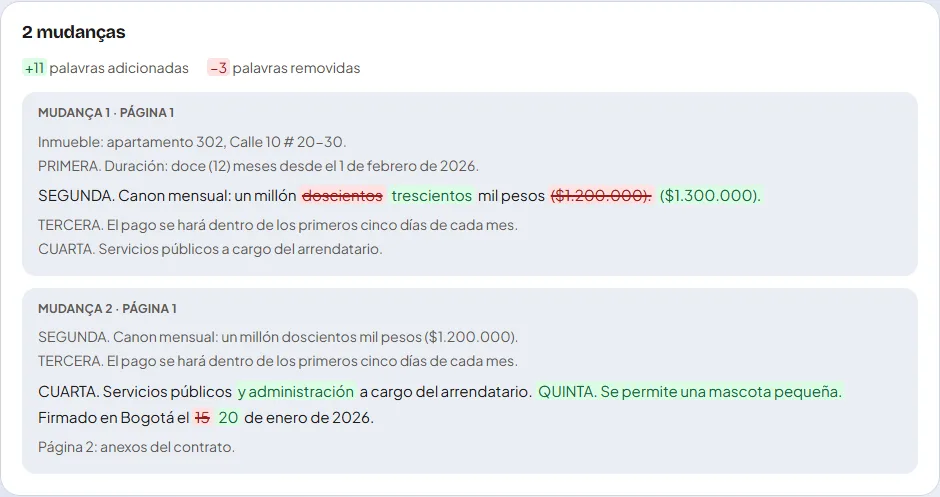 2 mudanças
+11 palavras adicionadas −3 palavras removidas
MUDANÇA 1 · PÁGINA 1
Inmueble: apartamento 302, Calle 10 # 20-30.
PRIMERA. Duración: doce (12) meses desde el 1 de febrero de 2026.
SEGUNDA. Canon mensual: un millón doscientos trescientos mil pesos ($1.200.000). ($1.300.000).
TERCERA. El pago se hará dentro de los primeros cinco días de cada mes.
CUARTA. Servicios públicos a cargo del arrendatario.
MUDANÇA 2 · PÁGINA 1
SEGUNDA. Canon mensual: un millón doscientos mil pesos ($1.200.000).
TERCERA. El pago se hará dentro de los primeros cinco días de cada mes.
CUARTA. Servicios públicos y administración a cargo del arrendatario. QUINTA. Se permite una mascota pequeña.
Firmado en Bogotá el 15 20 de enero de 2026.
Página 2: anexos del contrato.